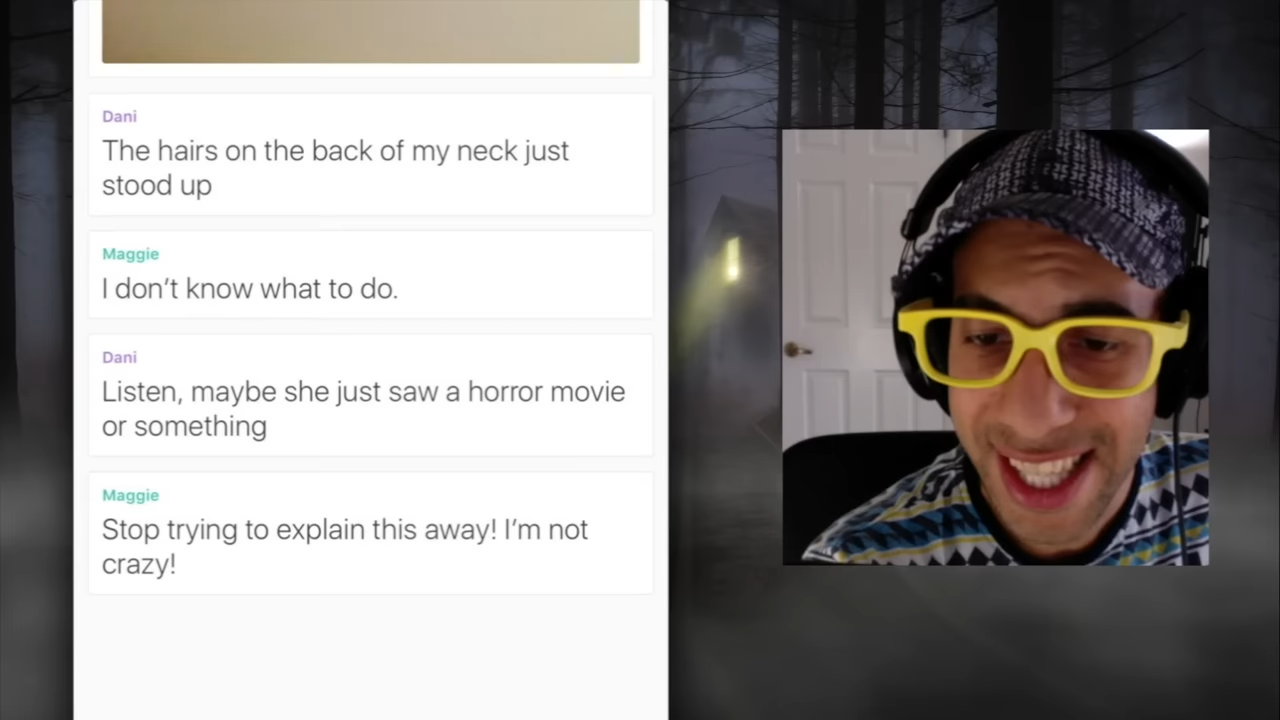 Dani
The hairs on the back of my neck just
stood up
Maggie
I don’t know what to do.
Dani
Listen, maybe she just saw a horror movie
or something
Maggie
Stop trying to explain this away! I’m not
crazy!